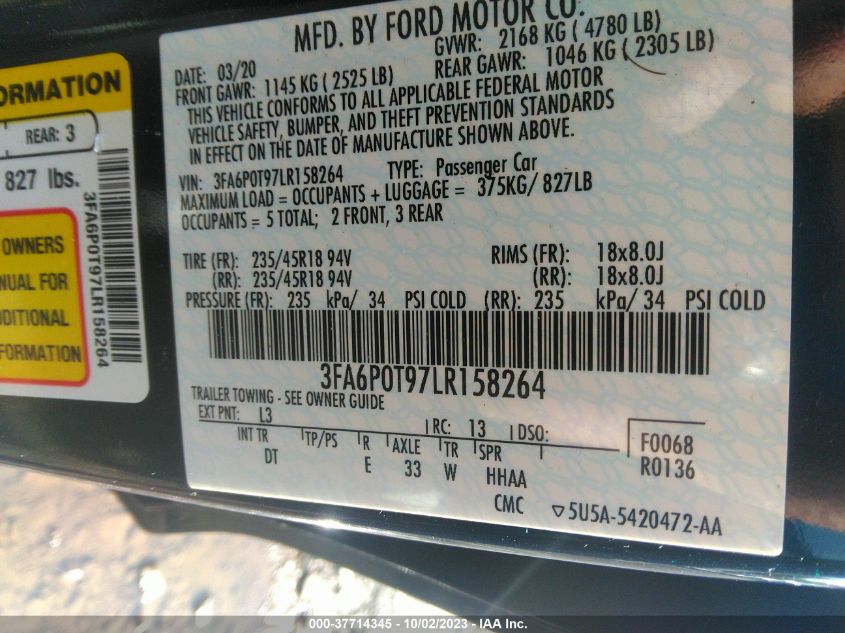 MFD. BY FORD MOTOR CO.
DATE: 03/20
GVWR: 2168 KG ( 4780 LB)
FRONT GAWR: 1145 KG ( 2525 LB)
REAR GAWR: 1046 KG ( 2305 LB)
THIS VEHICLE CONFORMS TO ALL APPLICABLE FEDERAL MOTOR
VEHICLE SAFETY, BUMPER, AND THEFT PREVENTION STANDARDS
IN EFFECT ON THE DATE OF MANUFACTURE SHOWN ABOVE.
VIN: 3FA6P0T97LR158264 TYPE: Passenger Car
MAXIMUM LOAD = OCCUPANTS + LUGGAGE = 375KG/ 827LB
OCCUPANTS = 5 TOTAL; 2 FRONT, 3 REAR
TIRE (FR): 235/45R18 94V RIMS (FR): 18x8.0J
(RR): 235/45R18 94V (RR): 18x8.0J
PRESSURE (FR): 235 kPa/ 34 PSI COLD (RR): 235 kPa/ 34 PSI COLD
3FA6P0T97LR158264
TRAILER TOWING - SEE OWNER GUIDE
EXT PNT: L3 RC: 13 DSO:
INT TR TP/PS R AXLE TR SPR
DT E 33 W HHAA
CMC
F0068
R0136
5U5A-5420472-AA
ORMATION
REAR: 3
827 lbs.
3FA6P0T97LR158264
OWNERS
NUAL FOR
DDITIONAL
FORMATION
000-37714345 - 10/02/2023 - IAA Inc.